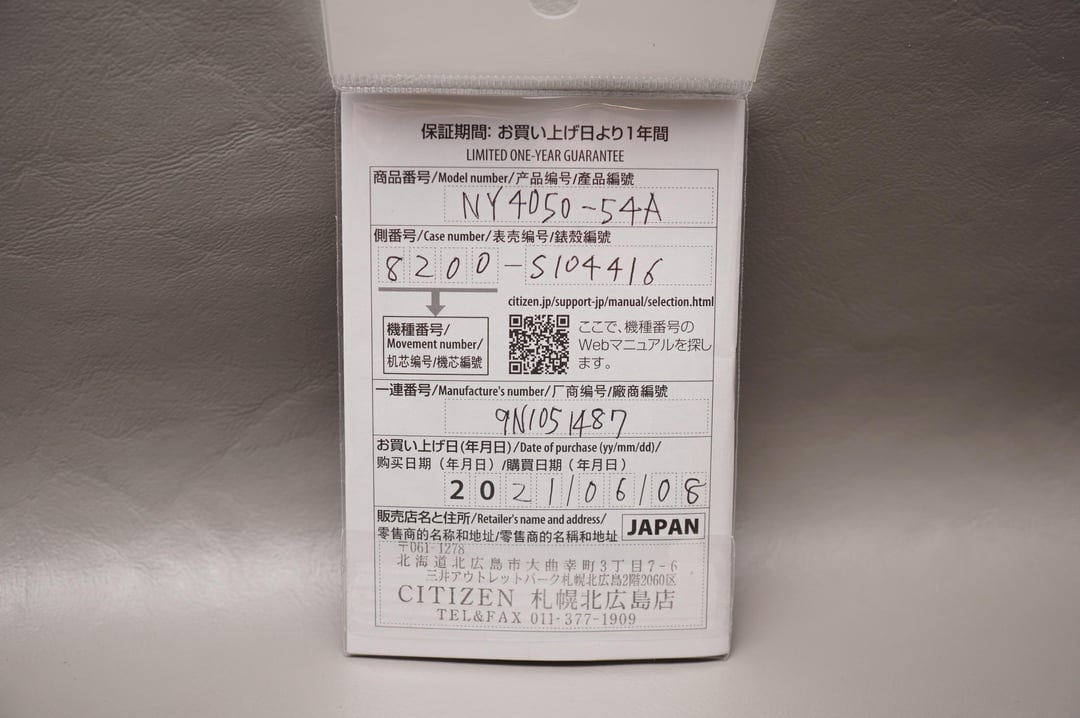 保証期間: お買い上げ日より1年間
LIMITED ONE-YEAR GUARANTEE
商品番号/Model number/产品编号/產品編號
NY4050-54A
側番号/Case number/表壳编号/錶殼編號
8200-S104416
citizen.jp/support-jp/manual/selection.html
機種番号/
Movement number/
机芯编号/機芯編號
ここで、機種番号の
Webマニュアルを探し
ます。
一連番号/Manufacture's number/厂商编号/廠商編號
9N1051487
お買い上げ日(年月日)/Date of purchase (yy/mm/dd)/
购买日期（年月日）/購買日期（年月日）
2021/06/08
販売店名と住所/Retailer's name and address/
零售商的名称和地址/零售商的名稱和地址
JAPAN
〒061-1278
北海道北広島市大曲幸町3丁目7-6
三井アウトレットパーク札幌北広島2階2060区
CITIZEN 札幌北広島店
TEL&FAX 011-377-1909